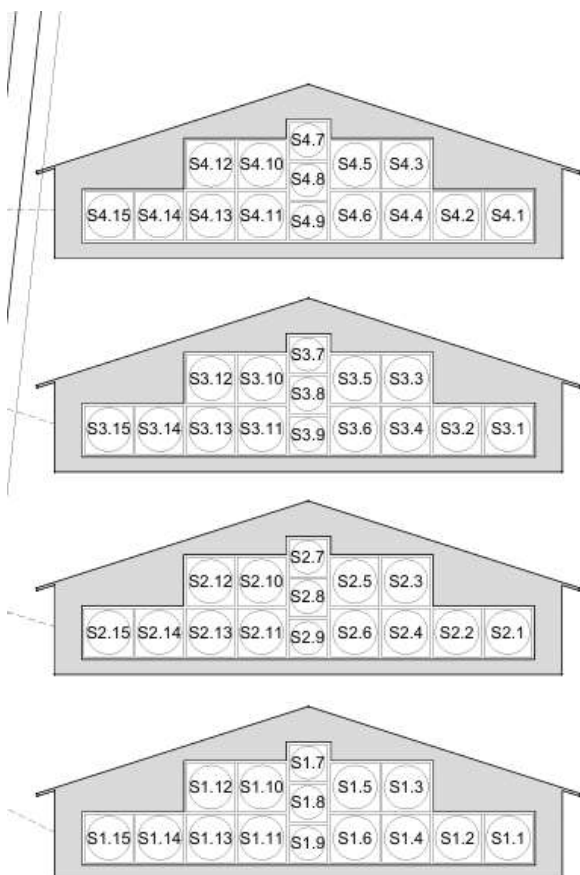 S4.7
S4.12 S4.10 S4.5 S4.3
S4.8
S4.15 S4.14 S4.13 S4.11 S4.9 S4.6 S4.4 S4.2 S4.1
S3.7
S3.12 S3.10 S3.5 S3.3
S3.8
S3.15 S3.14 S3.13 S3.11 S3.9 S3.6 S3.4 S3.2 S3.1
S2.7
S2.12 S2.10 S2.5 S2.3
S2.8
S2.15 S2.14 S2.13 S2.11 S2.9 S2.6 S2.4 S2.2 S2.1
S1.7
S1.12 S1.10 S1.5 S1.3
S1.8
S1.15 S1.14 S1.13 S1.11 S1.9 S1.6 S1.4 S1.2 S1.1